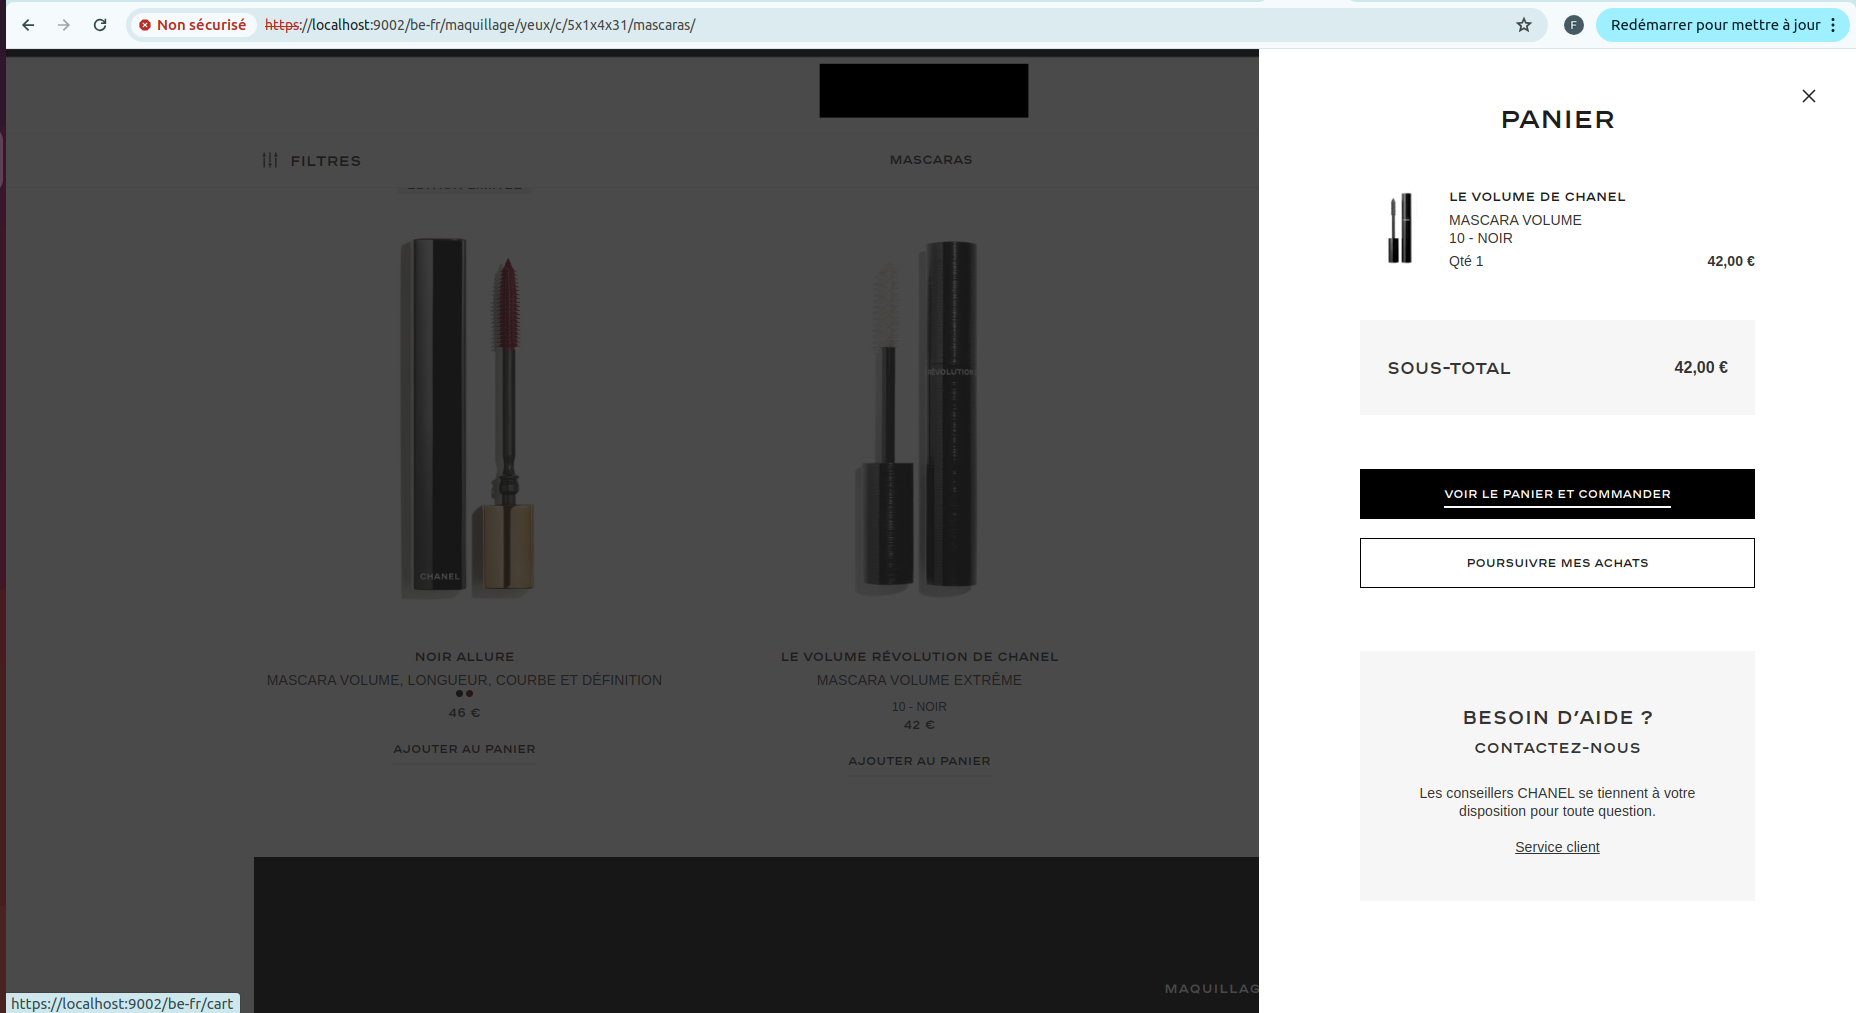 Non sécurisé
https://localhost:9002/be-fr/maquillage/yeux/c/5x1x4x31/mascaras/
F
Redémarrer pour mettre à jour
FILTRES
MASCARAS
CHANEL
RÉVOLUTION
NOIR ALLURE
MASCARA VOLUME, LONGUEUR, COURBE ET DÉFINITION
46 €
AJOUTER AU PANIER
LE VOLUME RÉVOLUTION DE CHANEL
MASCARA VOLUME EXTRÊME
10 - NOIR
42 €
AJOUTER AU PANIER
MAQUILLAG
https://localhost:9002/be-fr/cart
PANIER
LE VOLUME DE CHANEL
MASCARA VOLUME
10 - NOIR
Qté 1
42,00 €
SOUS-TOTAL
42,00 €
VOIR LE PANIER ET COMMANDER
POURSUIVRE MES ACHATS
BESOIN D'AIDE ?
CONTACTEZ-NOUS
Les conseillers CHANEL se tiennent à votre
disposition pour toute question.
Service client